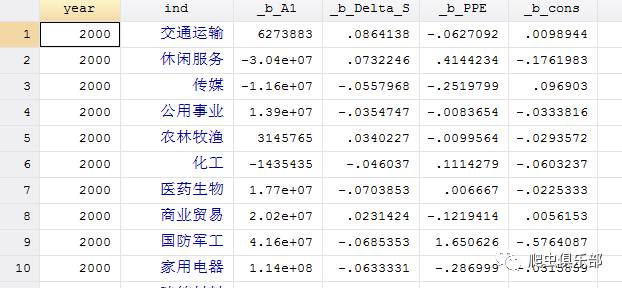 year ind _b_A1 _b_Delta_S _b_PPE _b_cons
1 2000 交通运输 6273883 .0864138 -.0627092 .0098944
2 2000 休闲服务 -3.04e+07 .0732246 .4144234 -.1761983
3 2000 传媒 -1.16e+07 -.0557968 -.2519799 .096903
4 2000 公用事业 1.39e+07 -.0354747 -.0083654 -.0333816
5 2000 农林牧渔 3145765 .0340227 -.0099564 -.0293572
6 2000 化工 -1435435 -.046037 .1114279 -.0603237
7 2000 医药生物 1.77e+07 -.0703853 .006667 -.0225333
8 2000 商业贸易 2.02e+07 .0231424 -.1219414 .0056153
9 2000 国防军工 4.16e+07 -.0685353 1.650626 -.5764087
10 2000 家用电器 1.14e+08 -.0633331 -.286999
爬虫俱乐部